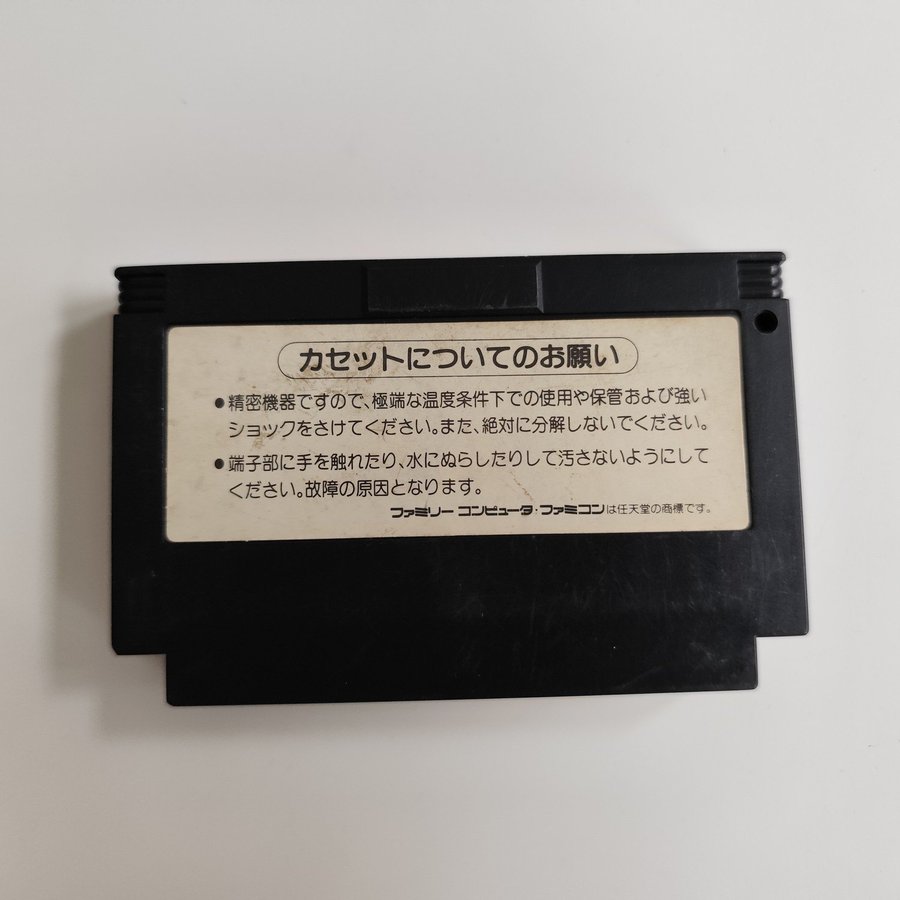 カセットについてのお願い
●精密機器ですので、極端な温度条件下での使用や保管および強い
ショックをさけてください。また、絶対に分解しないでください。
●端子部に手を触れたり、水にぬらしたりして汚さないようにして
ください。故障の原因となります。
ファミリー コンピュータ・ファミコンは任天堂の商標です。